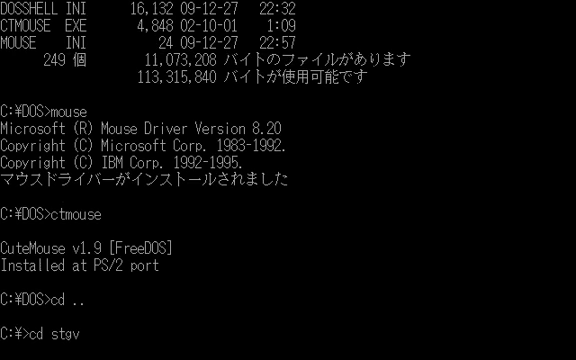 DOSSHELL INI 16,132 09-12-27 22:32
CTMOUSE EXE 4,848 02-10-01 1:09
MOUSE INI 24 09-12-27 22:57
249 個 11,073,208 バイトのファイルがあります
113,315,840 バイトが使用可能です
C:¥DOS>mouse
Microsoft (R) Mouse Driver Version 8.20
Copyright (C) Microsoft Corp. 1983-1992.
Copyright (C) IBM Corp. 1992-1995.
マウスドライバーがインストールされました
C:¥DOS>ctmouse
CuteMouse v1.9 [FreeDOS]
Installed at PS/2 port
C:¥DOS>cd ..
C:¥>cd stgv